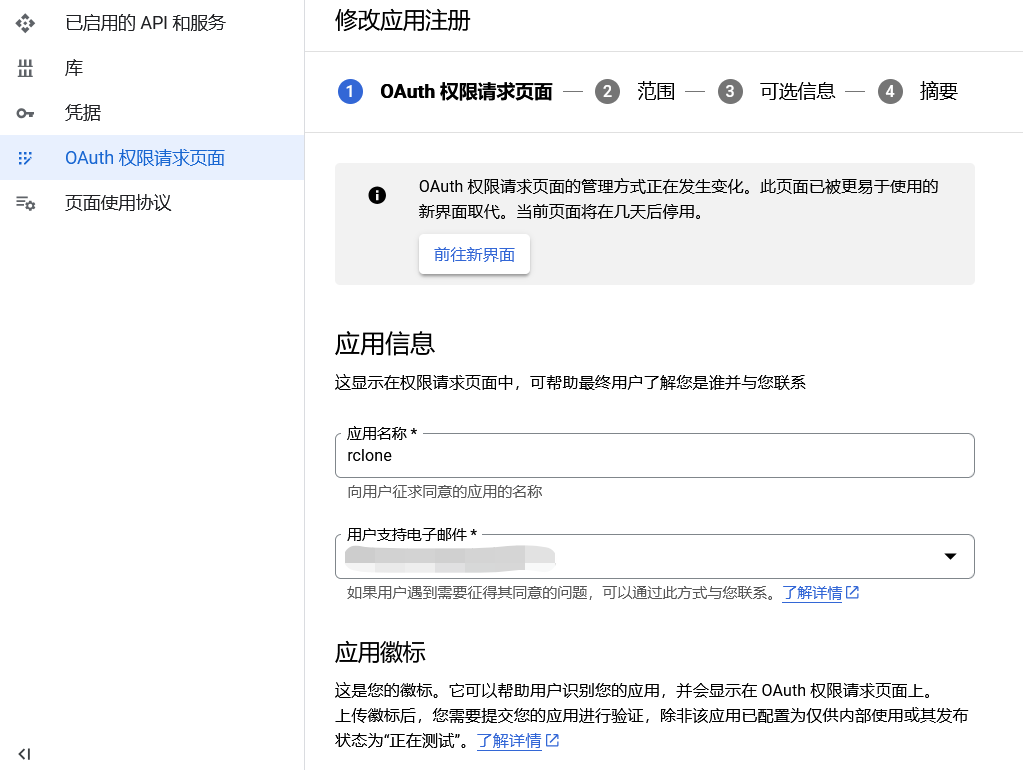 已启用的 API 和服务
库
凭据
OAuth 权限请求页面
页面使用协议
修改应用注册
1 OAuth 权限请求页面 — 2 范围 — 3 可选信息 — 4 摘要
OAuth 权限请求页面的管理方式正在发生变化。此页面已被更易于使用的
新界面取代。当前页面将在几天后停用。
前往新界面
应用信息
这显示在权限请求页面中，可帮助最终用户了解您是谁并与您联系
应用名称 *
rclone
向用户征求同意的应用的名称
用户支持电子邮件 *
如果用户遇到需要征得其同意的问题，可以通过此方式与您联系。了解详情
应用徽标
这是您的徽标。它可以帮助用户识别您的应用，并会显示在 OAuth 权限请求页面上。
上传徽标后，您需要提交您的应用进行验证，除非该应用已配置为仅供内部使用或其发布
状态为“正在测试”。了解详情